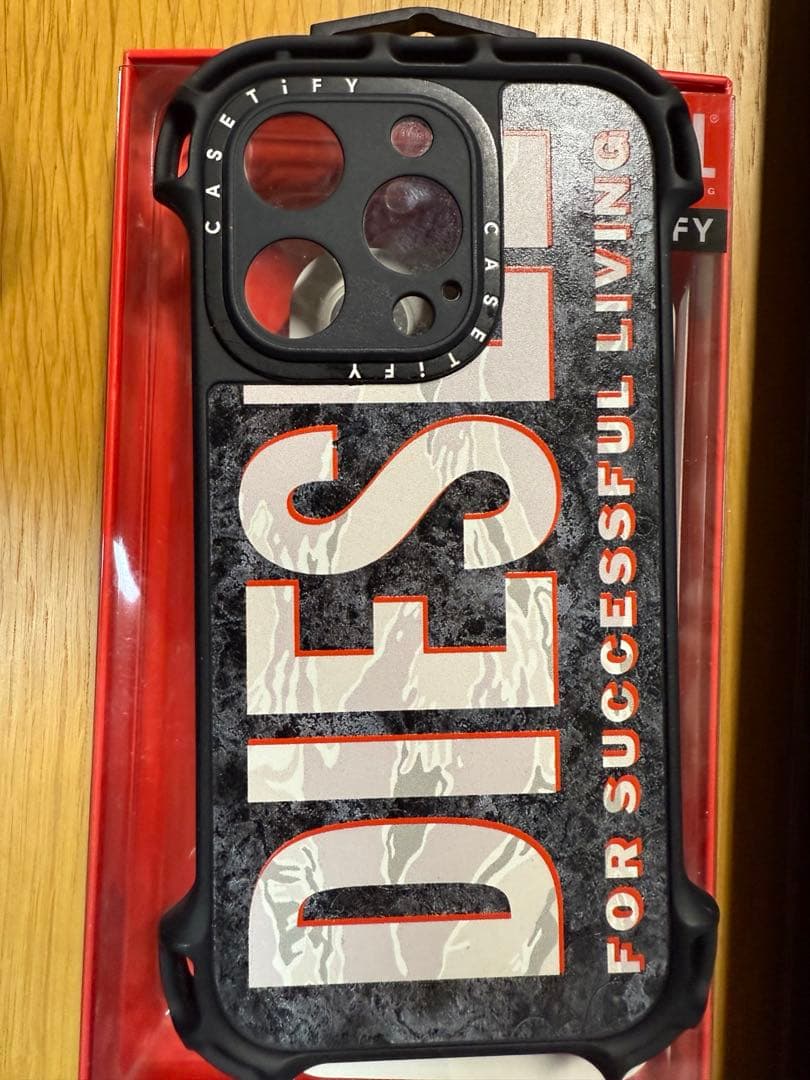 CASETiFY
CASETiFY
DIESEL
FOR SUCCESSFUL LIVING
L®
G
FY